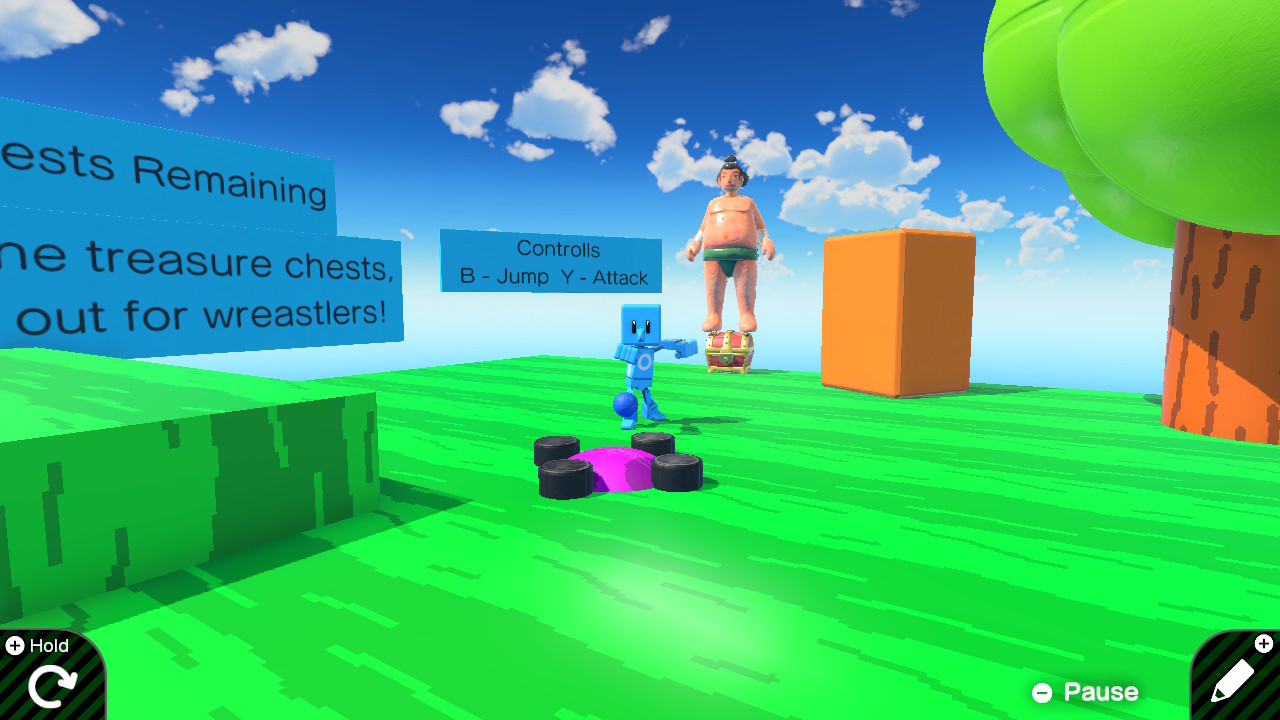 ests Remaining
ne treasure chests,
out for wreastlers!
Controlls
B - Jump Y - Attack
Hold
Pause